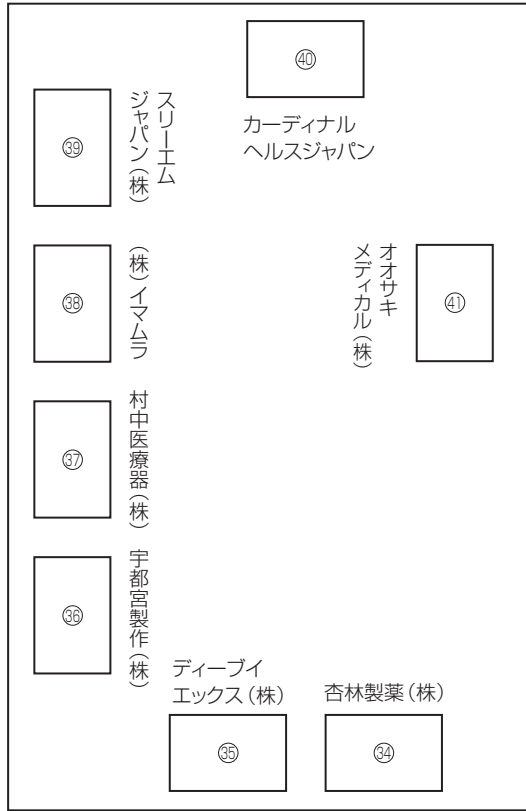 ㊵
カーディナル
ヘルスジャパン
㊴
スリーエム
ジャパン(株)
㊳
(株)イマムラ
オオサキ
メディカル(株)
㊶
㊲
村中医療器(株)
㊱
宇都宮製作(株)
ディーブイ
エックス(株)
㉟
杏林製薬(株)
㉞